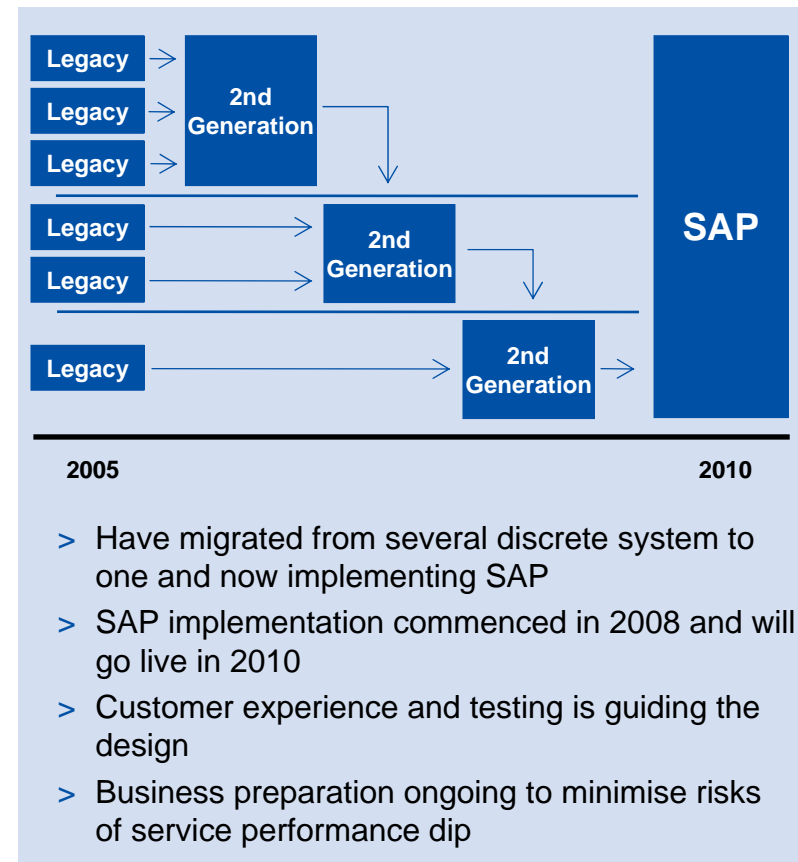 Legacy
Legacy
Legacy
2nd
Generation
Legacy
Legacy
2nd
Generation
Legacy
2nd
Generation
SAP
2005
2010
> Have migrated from several discrete system to
one and now implementing SAP
> SAP implementation commenced in 2008 and will
go live in 2010
> Customer experience and testing is guiding the
design
> Business preparation ongoing to minimise risks
of service performance dip